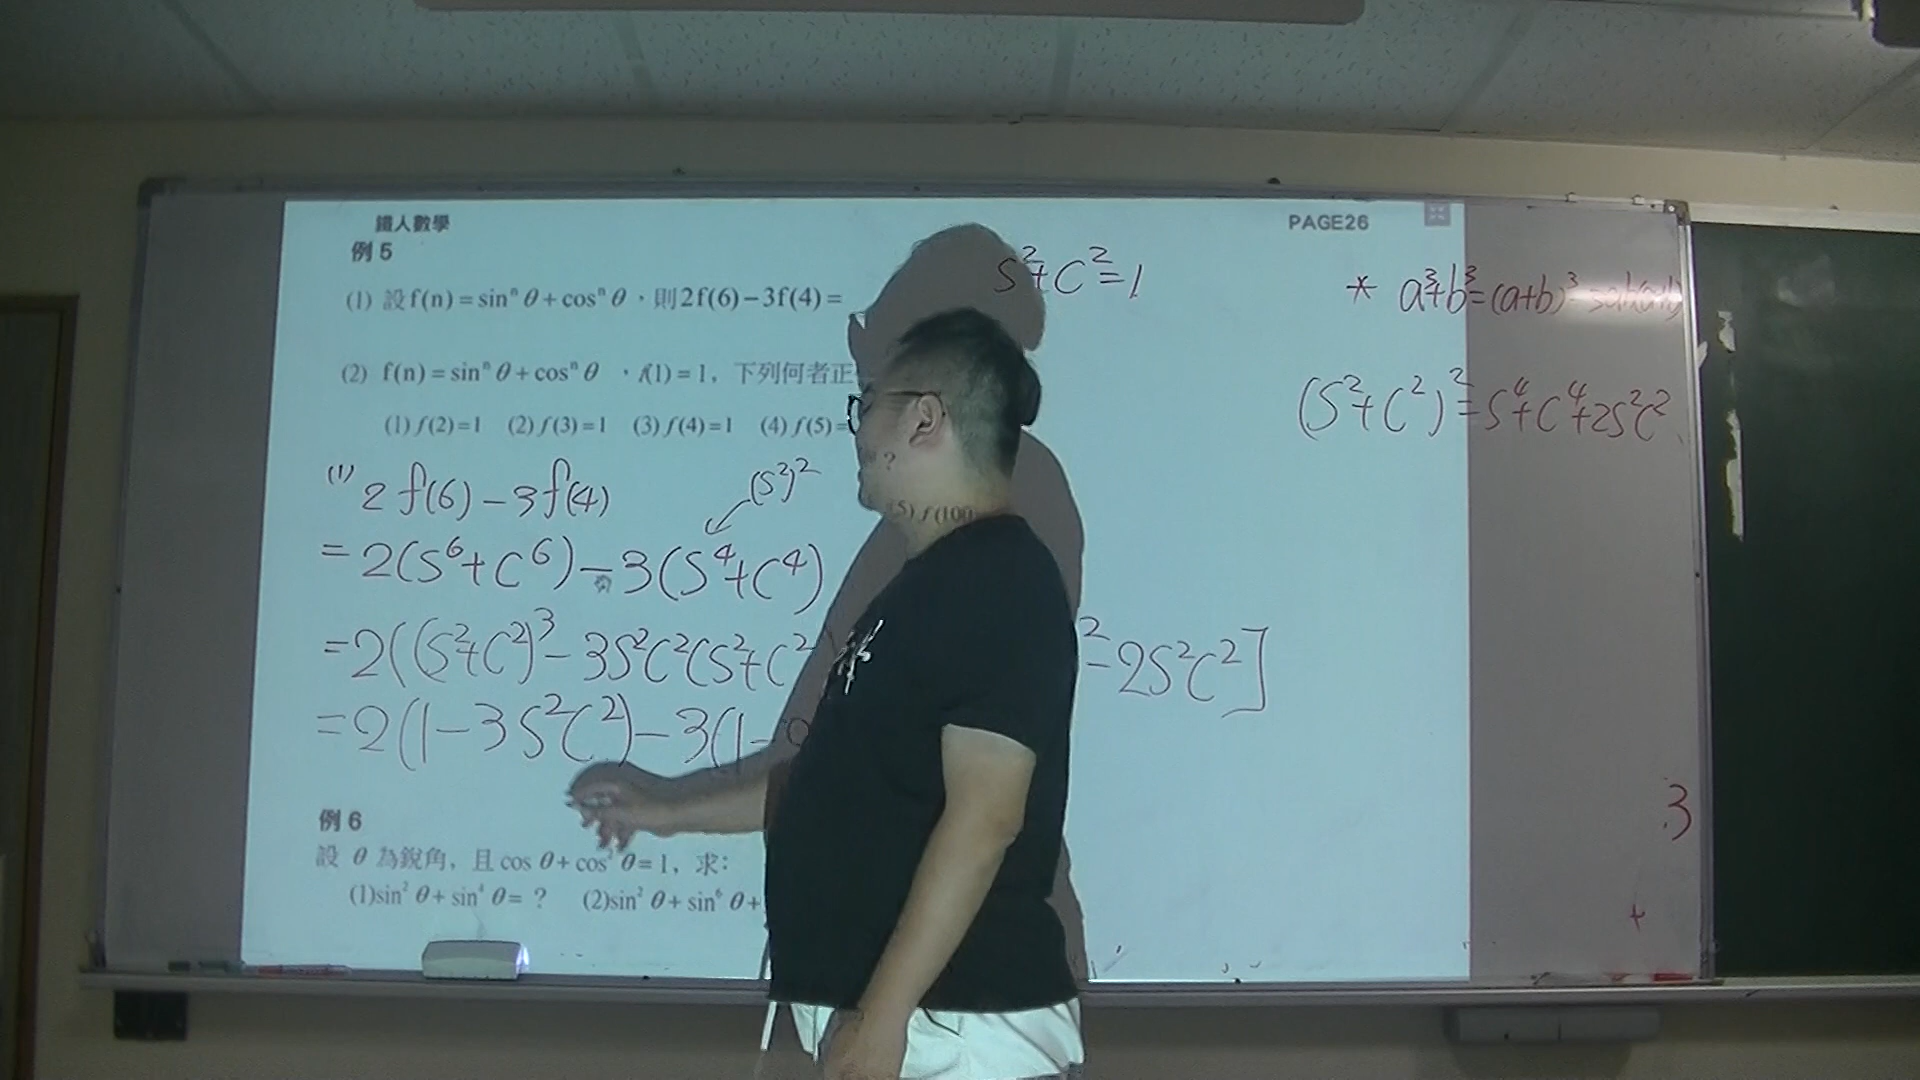 鐵人數學
PAGE26
例 5
(1) 設 f(n) = sinⁿ θ + cosⁿ θ，則 2f(6) − 3f(4) =
(2) f(n) = sinⁿ θ + cosⁿ θ ，f(1) = 1，下列何者正
(1) f(2) = 1 (2) f(3) = 1 (3) f(4) = 1 (4) f(5) =
?
(5) f(100
S²+C²=1
* a³+b³=(a+b)³-3ab(a+b)
(S²+C²)²=S⁴+C⁴+2S²C²
(1) 2f(6)-3f(4)
(S²)²
=2(S⁶+C⁶)-3(S⁴+C⁴)
=2((S²+C²)³-3S²C²(S²+C²
²-2S²C²]
=2(1-3S²C²)-3(1-
3
+
例 6
設 θ 為銳角，且 cos θ + cos² θ = 1，求：
(1)sin² θ + sin⁴ θ = ? (2)sin² θ + sin⁶ θ +